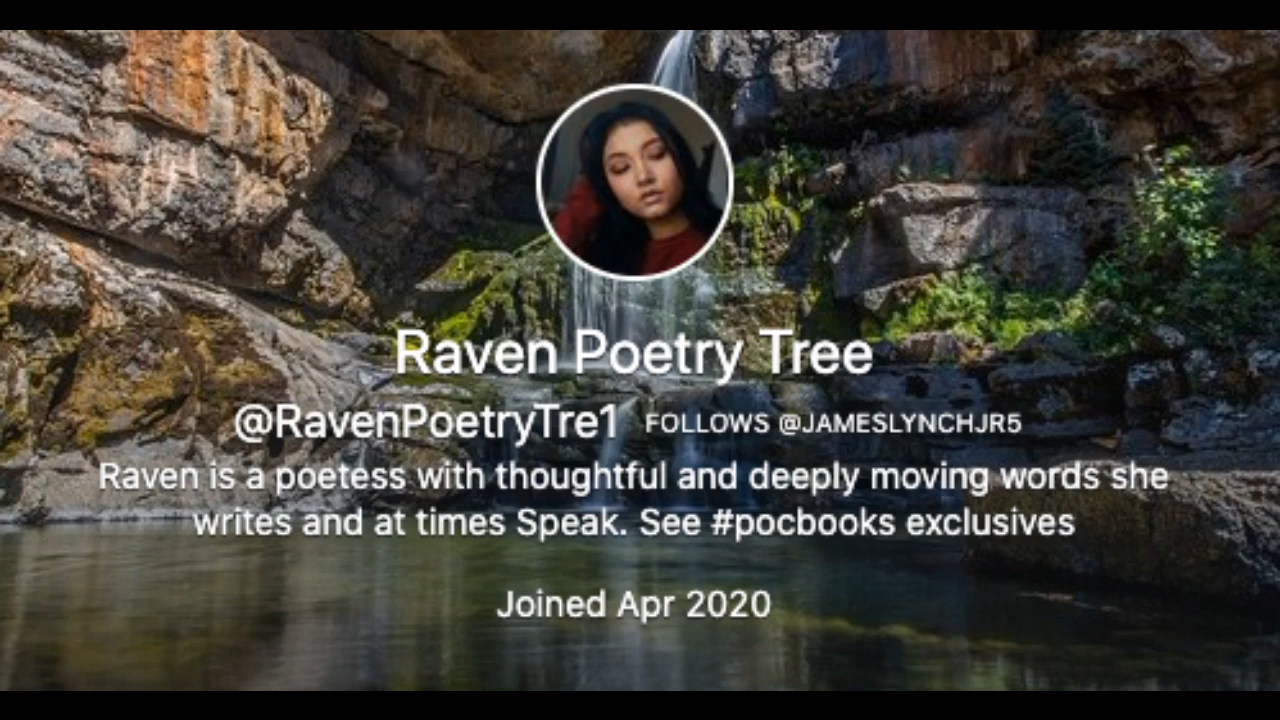 Raven Poetry Tree
@RavenPoetryTre1 FOLLOWS @JAMESLYNCHJR5
Raven is a poetess with thoughtful and deeply moving words she
writes and at times Speak. See #pocbooks exclusives
Joined Apr 2020